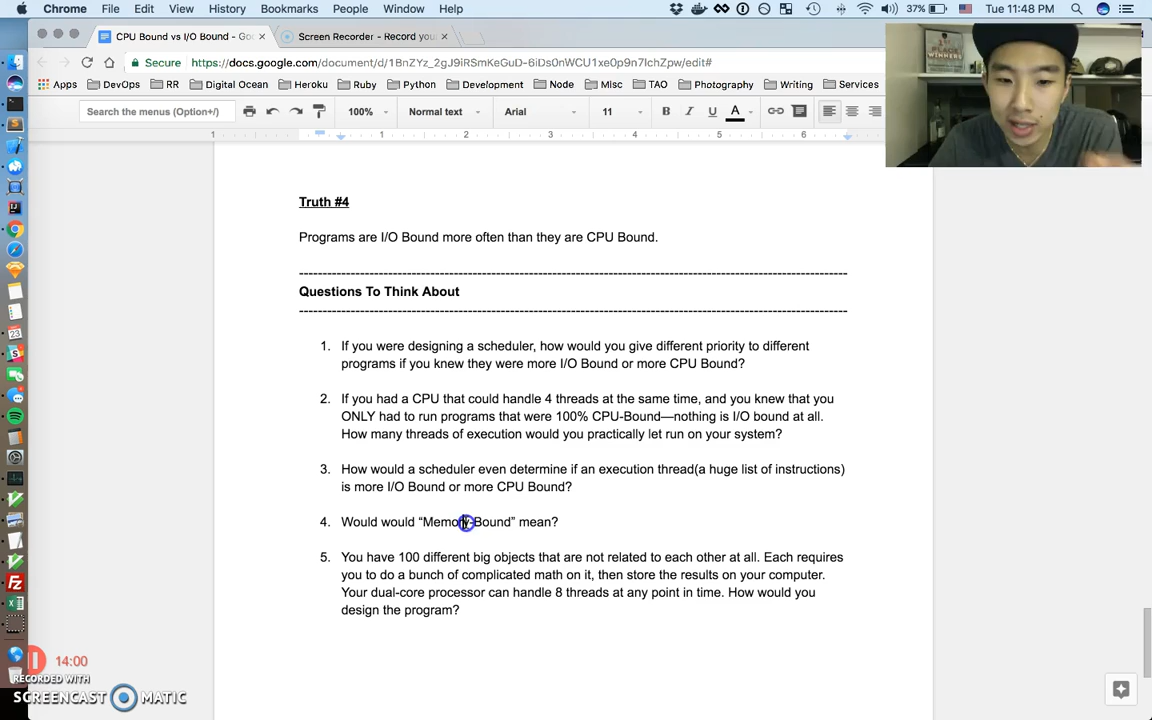 Chrome File Edit View History Bookmarks People Window Help 37% Tue 11:48 PM
CPU Bound vs I/O Bound - Goo
Screen Recorder - Record you
Secure https://docs.google.com/document/d/1BnZYz_2gJ9iRSmKeGuD-6iDs0nWCU1xe0p9n7IchZpw/edit#
Apps DevOps RR Digital Ocean Heroku Ruby Python Development Node Misc TAO Photography Writing Services
Search the menus (Option+/) 100% Normal text Arial 11 B I U A
1 1 2 3 4 5 6
Truth #4
Programs are I/O Bound more often than they are CPU Bound.
Questions To Think About
1. If you were designing a scheduler, how would you give different priority to different
programs if you knew they were more I/O Bound or more CPU Bound?
2. If you had a CPU that could handle 4 threads at the same time, and you knew that you
ONLY had to run programs that were 100% CPU-Bound—nothing is I/O bound at all.
How many threads of execution would you practically let run on your system?
3. How would a scheduler even determine if an execution thread(a huge list of instructions)
is more I/O Bound or more CPU Bound?
4. Would would “Memory-Bound” mean?
5. You have 100 different big objects that are not related to each other at all. Each requires
you to do a bunch of complicated math on it, then store the results on your computer.
Your dual-core processor can handle 8 threads at any point in time. How would you
design the program?
14:00
RECORDED WITH
SCREENCAST MATIC